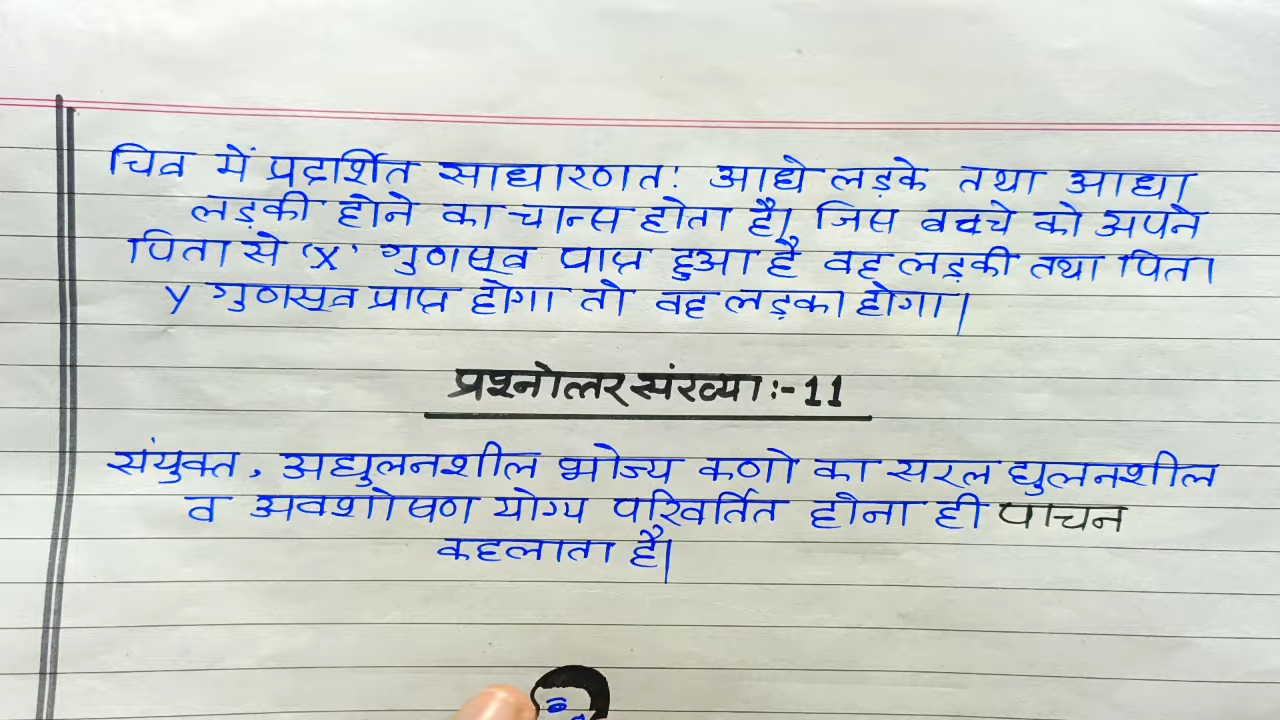 चित्र में प्रदर्शित साधारणतः आधे लड़के तथा आधा
लड़की होने का चान्स होता है। जिस बच्चे को अपने
पिता से 'X' गुणसूत्र प्राप्त हुआ है वह लड़की तथा पिता
Y गुणसूत्र प्राप्त होगा तो वह लड़का होगा।
प्रश्नोत्तर संख्या :- 11
संयुक्त, अघुलनशील भोज्य कणो का सरल घुलनशील
व अवशोषण योग्य परिवर्तित होना ही पाचन
कहलाता है।